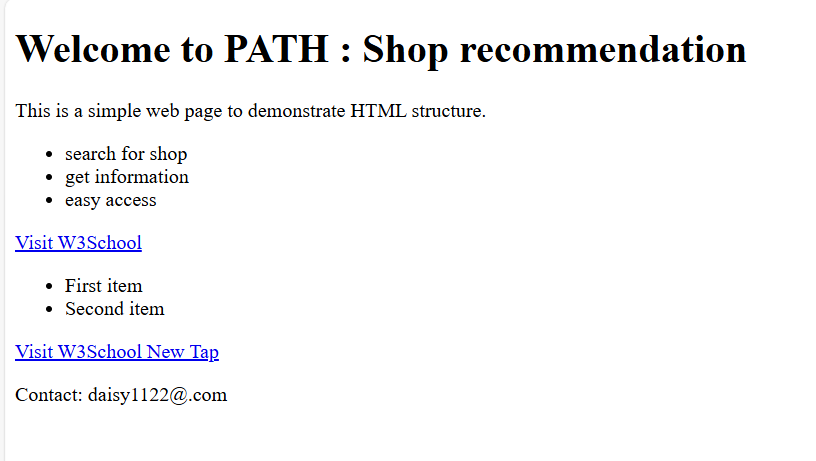 Welcome to PATH : Shop recommendation
This is a simple web page to demonstrate HTML structure.
search for shop
get information
easy access
Visit W3School
First item
Second item
Visit W3School New Tap
Contact: daisy1122@.com